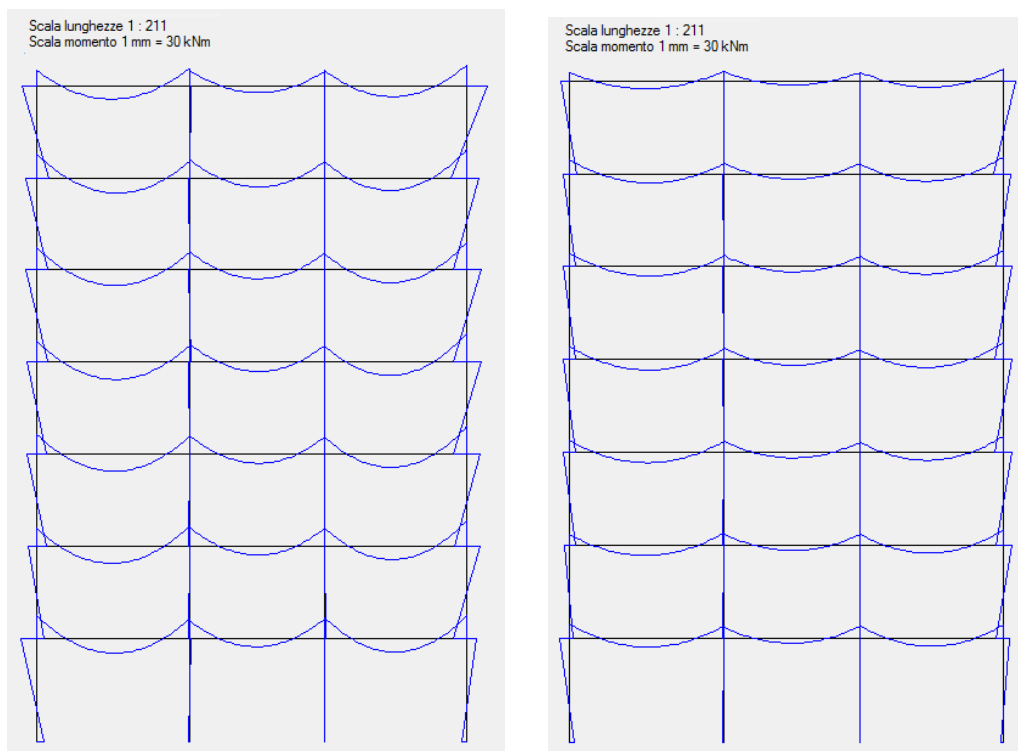 Scala lunghezze 1 : 211
Scala momento 1 mm = 30 kNm
Scala lunghezze 1 : 211
Scala momento 1 mm = 30 kNm